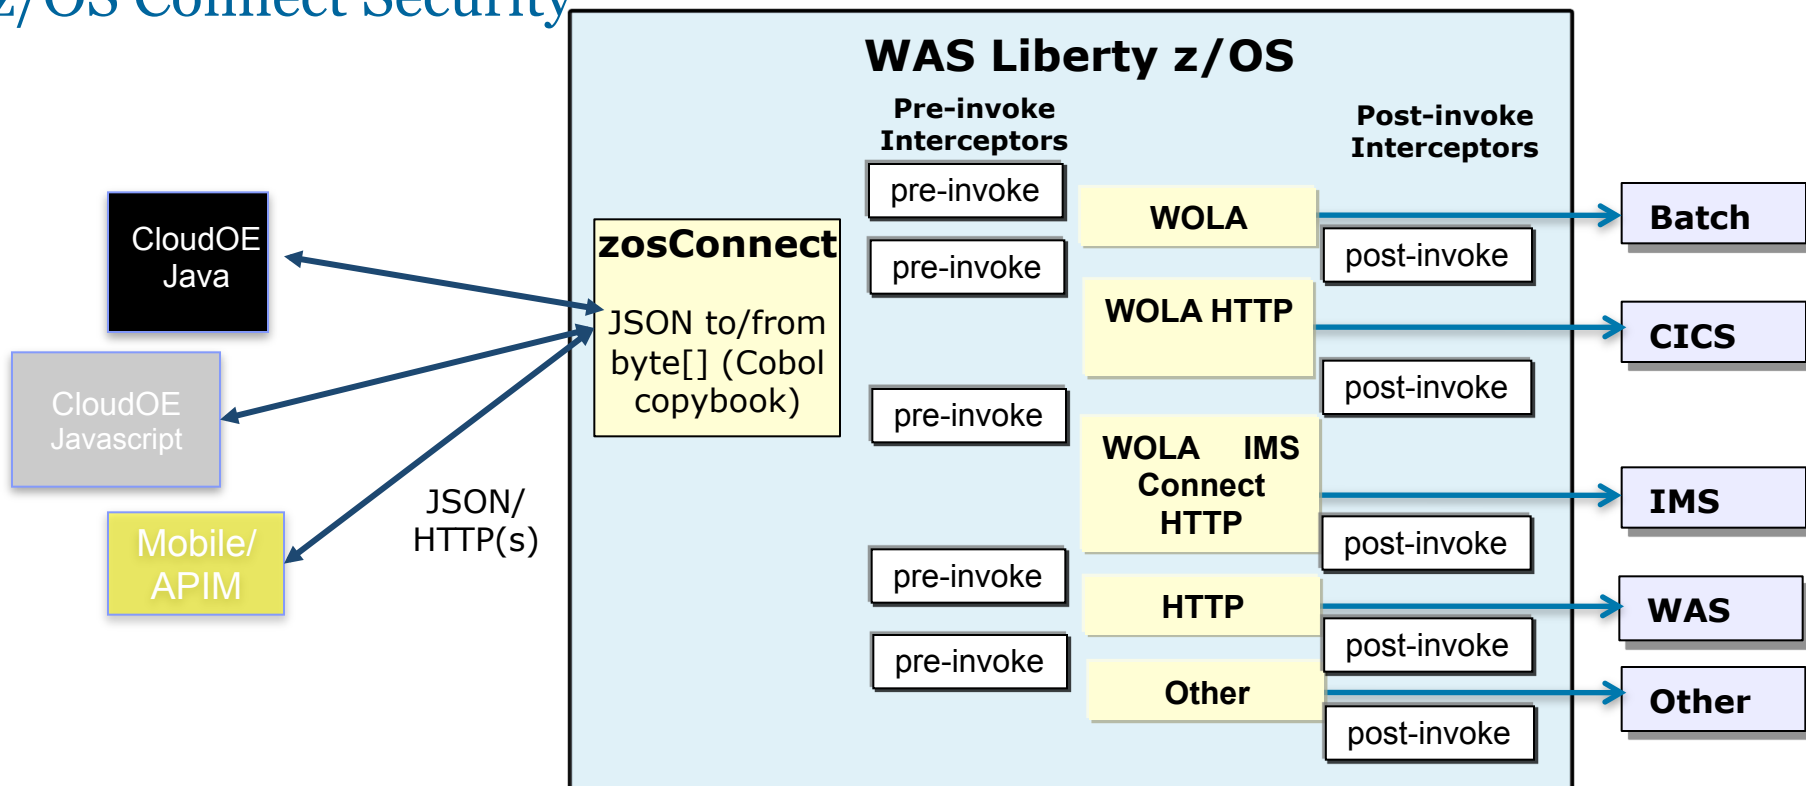 z/OS Connect Security
WAS Liberty z/OS
Pre-invoke
Interceptors
Post-invoke
Interceptors
CloudOE
Java
CloudOE
Javascript
Mobile/
APIM
JSON/
HTTP(s)
zosConnect
JSON to/from
byte[] (Cobol
copybook)
pre-invoke
pre-invoke
pre-invoke
pre-invoke
pre-invoke
WOLA
WOLA HTTP
WOLA IMS
Connect
HTTP
HTTP
Other
post-invoke
post-invoke
post-invoke
post-invoke
post-invoke
Batch
CICS
IMS
WAS
Other